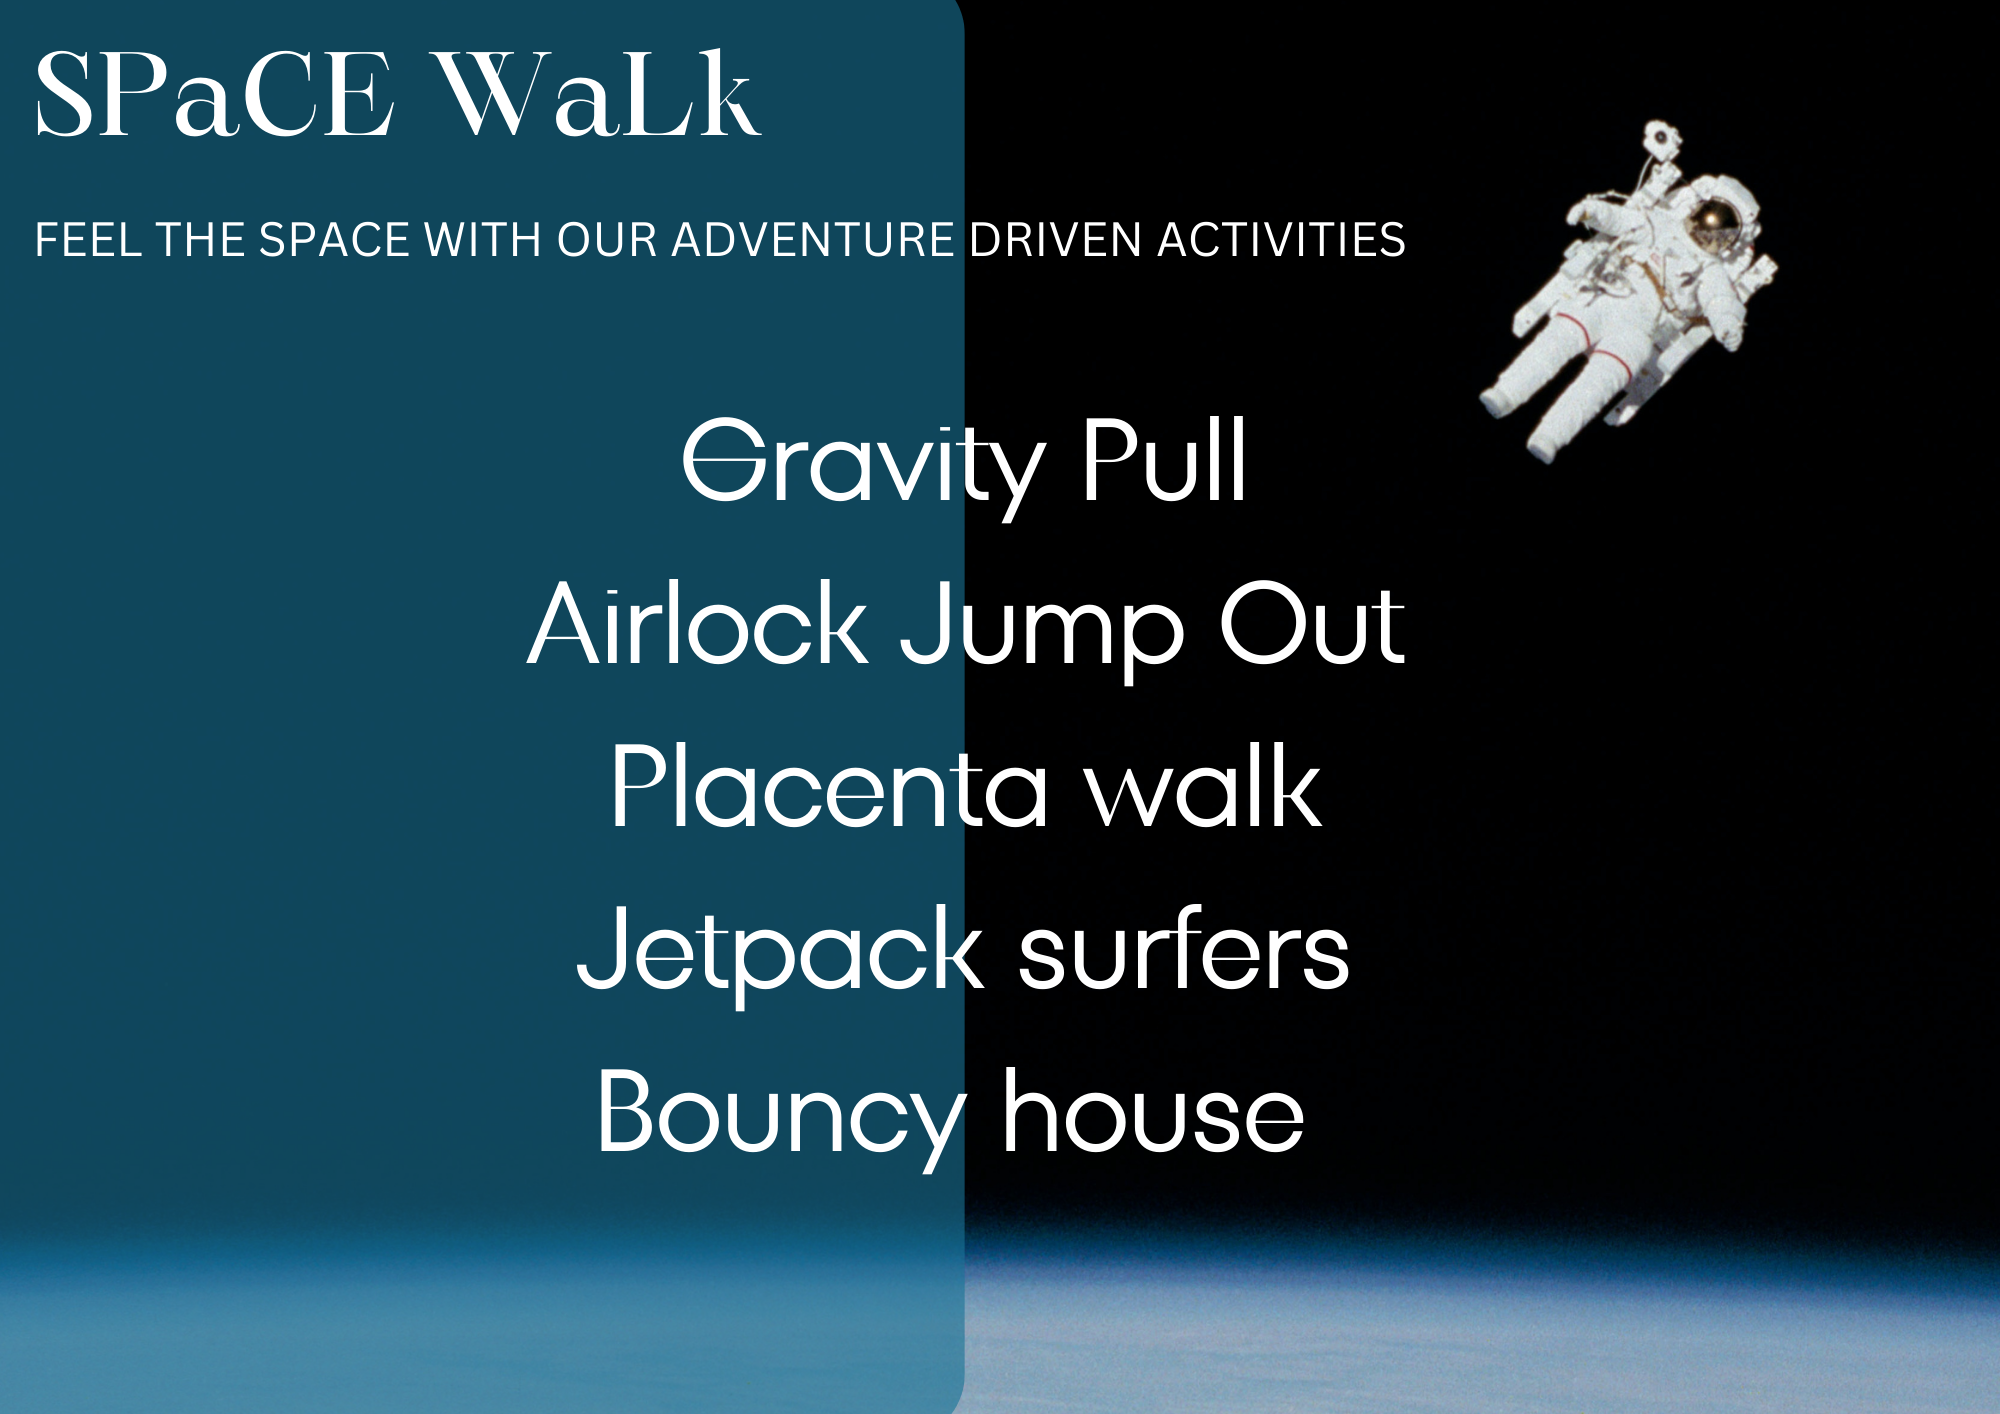 SPaCE WaLk
FEEL THE SPACE WITH OUR ADVENTURE DRIVEN ACTIVITIES
Gravity Pull
Airlock Jump Out
Placenta walk
Jetpack surfers
Bouncy house